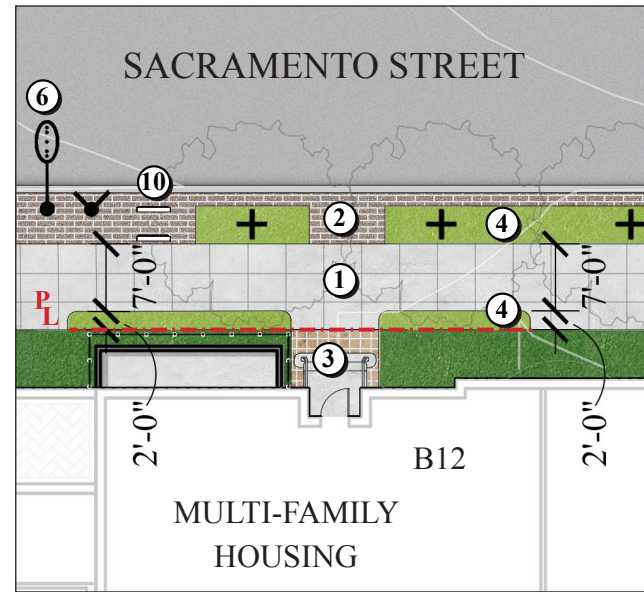 SACRAMENTO STREET
6
10
2
4
1
7'-0"
7'-0"
PL
4
3
2'-0"
2'-0"
B12
MULTI-FAMILY
HOUSING